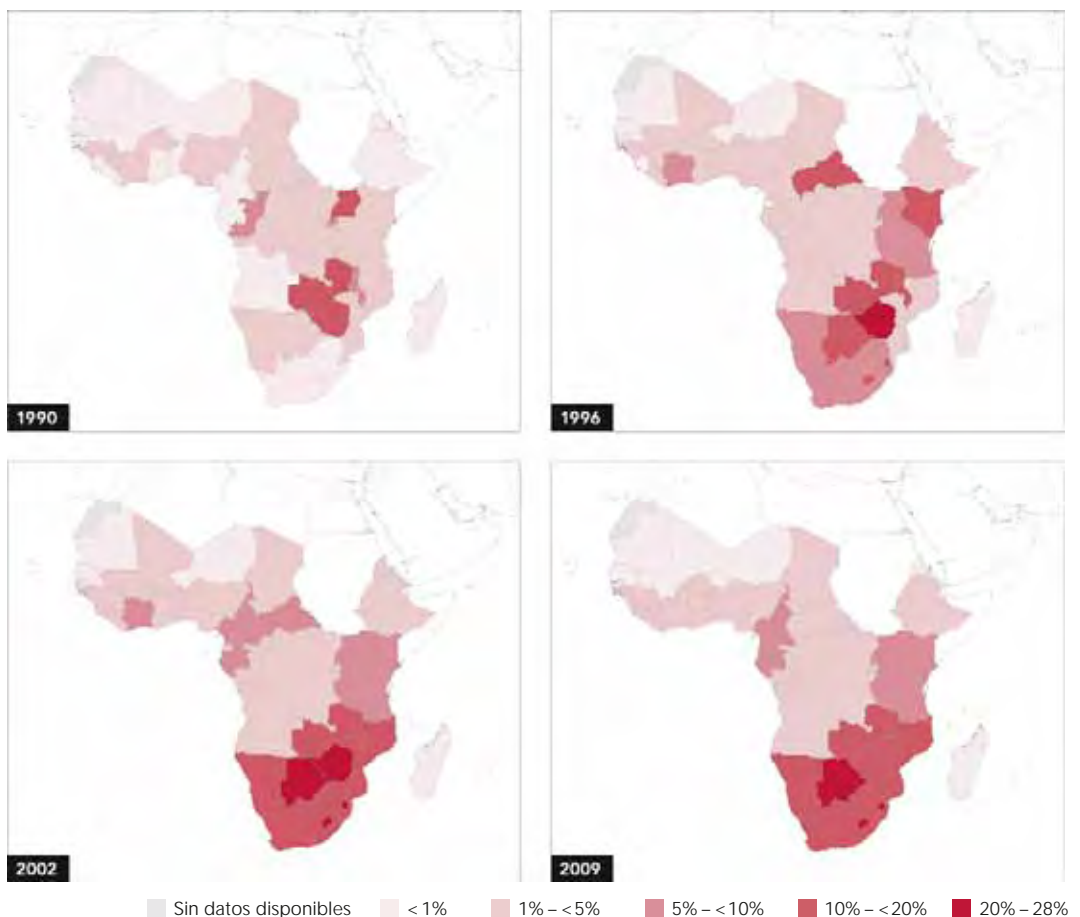 1990
1996
2002
2009
Sin datos disponibles < 1% 1% – <5% 5% – <10% 10% – <20% 20% – 28%